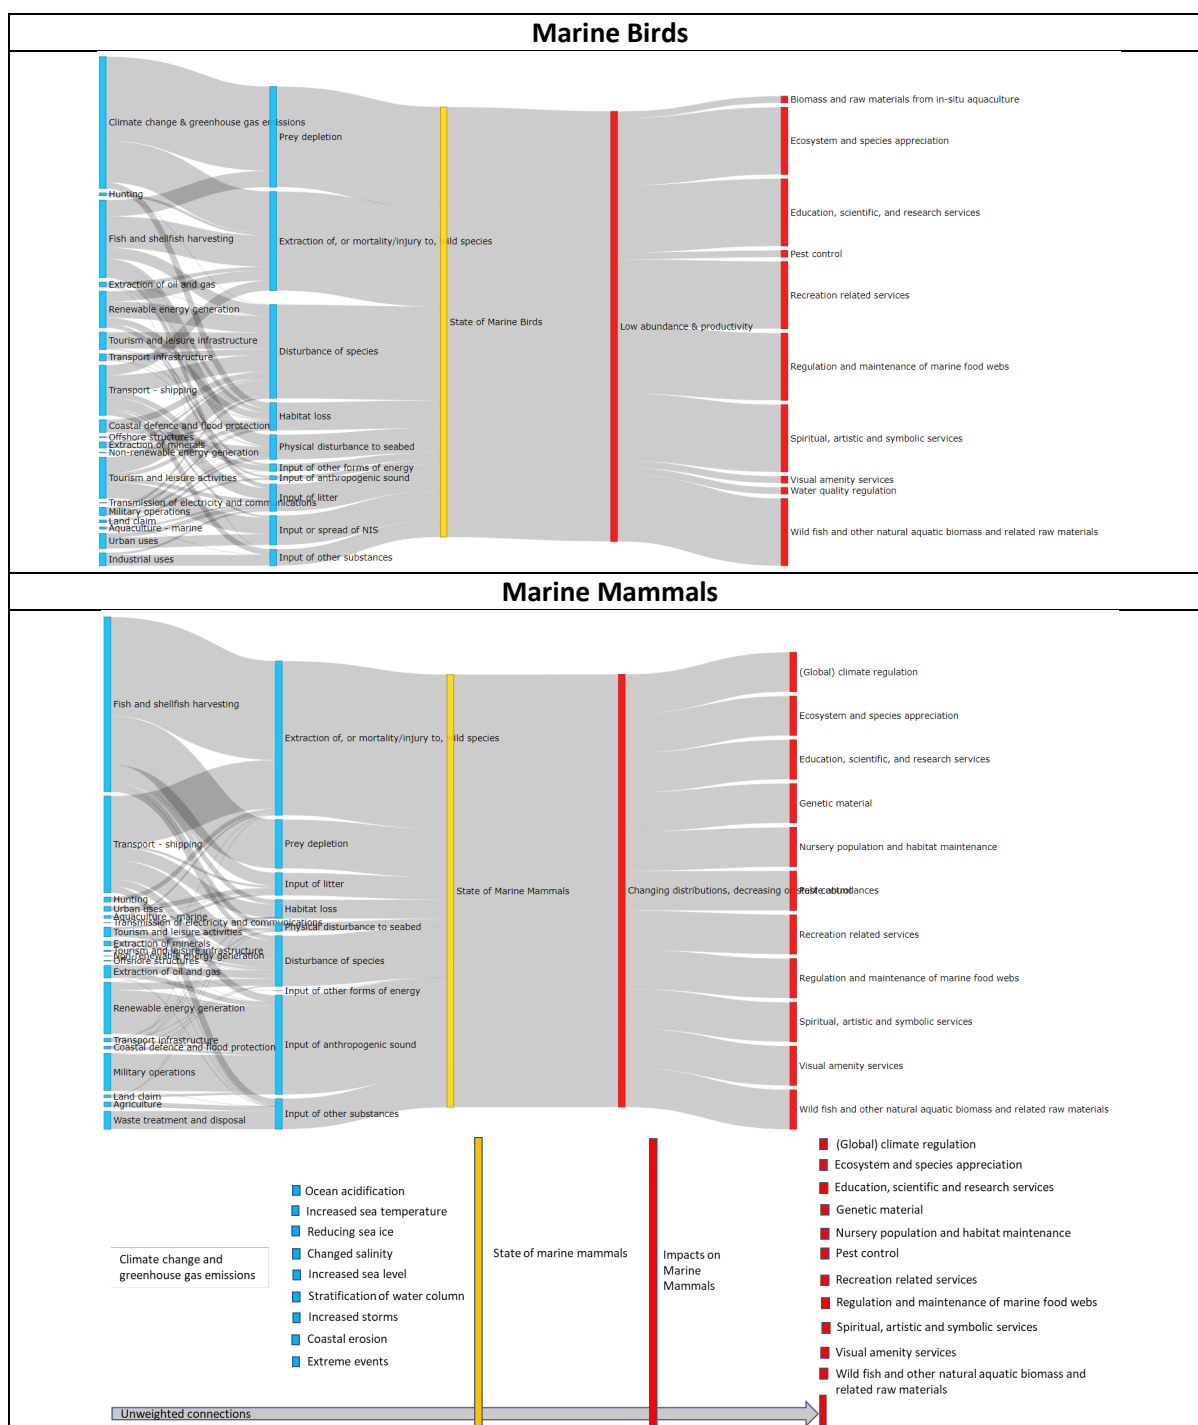 Marine Birds
Climate change & greenhouse gas emissions
Hunting
Fish and shellfish harvesting
Extraction of oil and gas
Renewable energy generation
Tourism and leisure infrastructure
Transport infrastructure
Transport - shipping
Coastal defence and flood protection
Offshore structures
Extraction of minerals
Non-renewable energy generation
Tourism and leisure activities
Transmission of electricity and communications
Military operations
Land claim
Aquaculture - marine
Urban uses
Industrial uses
Prey depletion
Extraction of, or mortality/injury to, wild species
Disturbance of species
Habitat loss
Physical disturbance to seabed
Input of other forms of energy
Input of anthropogenic sound
Input of litter
Input or spread of NIS
Input of other substances
State of Marine Birds
Low abundance & productivity
Biomass and raw materials from in-situ aquaculture
Ecosystem and species appreciation
Education, scientific, and research services
Pest control
Recreation related services
Regulation and maintenance of marine food webs
Spiritual, artistic and symbolic services
Visual amenity services
Water quality regulation
Wild fish and other natural aquatic biomass and related raw materials
Marine Mammals
Fish and shellfish harvesting
Transport - shipping
Hunting
Urban uses
Aquaculture - marine
Transmission of electricity and communications
Tourism and leisure activities
Extraction of minerals
Tourism and leisure infrastructure
Non-renewable energy generation
Offshore structures
Extraction of oil and gas
Renewable energy generation
Transport infrastructure
Coastal defence and flood protection
Military operations
Land claim
Agriculture
Waste treatment and disposal
Extraction of, or mortality/injury to, wild species
Prey depletion
Input of litter
Habitat loss
Physical disturbance to seabed
Disturbance of species
Input of other forms of energy
Input of anthropogenic sound
Input of other substances
State of Marine Mammals
Changing distributions, decreasing or stable abundances
(Global) climate regulation
Ecosystem and species appreciation
Education, scientific, and research services
Genetic material
Nursery population and habitat maintenance
Pest control
Recreation related services
Regulation and maintenance of marine food webs
Spiritual, artistic and symbolic services
Visual amenity services
Wild fish and other natural aquatic biomass and related raw materials
Climate change and
greenhouse gas emissions
Ocean acidification
Increased sea temperature
Reducing sea ice
Changed salinity
Increased sea level
Stratification of water column
Increased storms
Coastal erosion
Extreme events
State of marine mammals
Impacts on
Marine
Mammals
(Global) climate regulation
Ecosystem and species appreciation
Education, scientific and research services
Genetic material
Nursery population and habitat maintenance
Pest control
Recreation related services
Regulation and maintenance of marine food webs
Spiritual, artistic and symbolic services
Visual amenity services
Wild fish and other natural aquatic biomass and
related raw materials
Unweighted connections